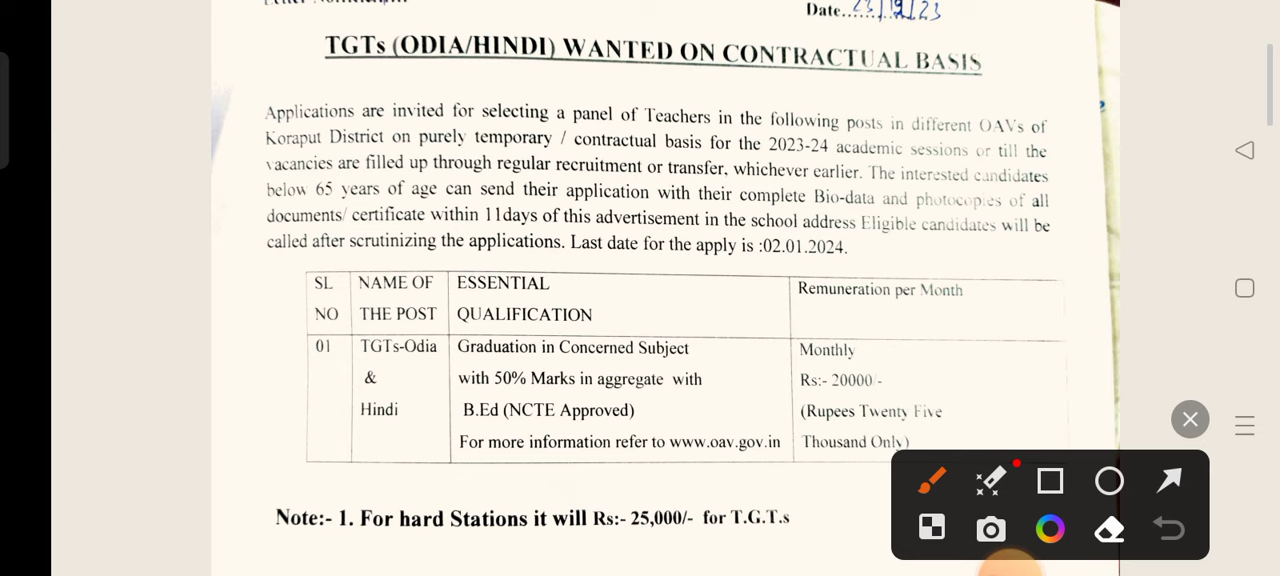 Date.....23/12/23
TGTs (ODIA/HINDI) WANTED ON CONTRACTUAL BASIS
Applications are invited for selecting a panel of Teachers in the following posts in different OAVs of
Koraput District on purely temporary / contractual basis for the 2023-24 academic sessions or till the
vacancies are filled up through regular recruitment or transfer, whichever earlier. The interested candidates
below 65 years of age can send their application with their complete Bio-data and photocopies of all
documents/ certificate within 11days of this advertisement in the school address Eligible candidates will be
called after scrutinizing the applications. Last date for the apply is :02.01.2024.
SL NAME OF ESSENTIAL Remuneration per Month
NO THE POST QUALIFICATION
01 TGTs-Odia Graduation in Concerned Subject Monthly
& with 50% Marks in aggregate with Rs:- 20000/-
Hindi B.Ed (NCTE Approved) (Rupees Twenty Five
For more information refer to www.oav.gov.in Thousand Only)
Note:- 1. For hard Stations it will Rs:- 25,000/- for T.G.T.s